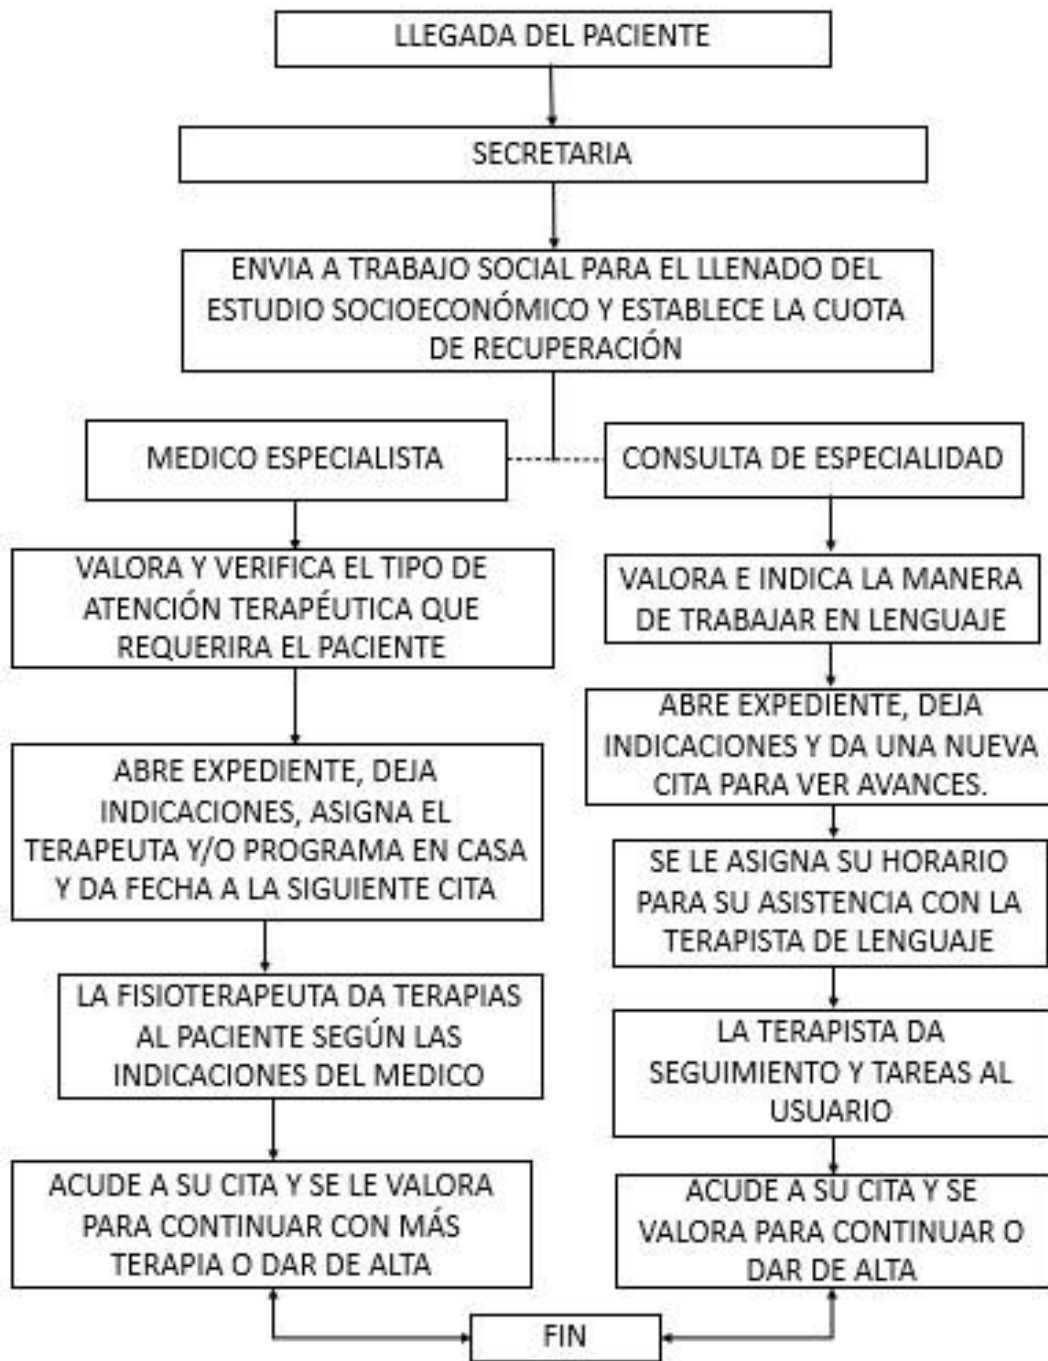 LLEGADA DEL PACIENTE
SECRETARIA
ENVIA A TRABAJO SOCIAL PARA EL LLENADO DEL
ESTUDIO SOCIOECONÓMICO Y ESTABLECE LA CUOTA
DE RECUPERACIÓN
MEDICO ESPECIALISTA
VALORA Y VERIFICA EL TIPO DE
ATENCIÓN TERAPÉUTICA QUE
REQUERIRA EL PACIENTE
ABRE EXPEDIENTE, DEJA
INDICACIONES, ASIGNA EL
TERAPEUTA Y/O PROGRAMA EN CASA
Y DA FECHA A LA SIGUIENTE CITA
LA FISIOTERAPEUTA DA TERAPIAS
AL PACIENTE SEGÚN LAS
INDICACIONES DEL MEDICO
ACUDE A SU CITA Y SE LE VALORA
PARA CONTINUAR CON MÁS
TERAPIA O DAR DE ALTA
CONSULTA DE ESPECIALIDAD
VALORA E INDICA LA MANERA
DE TRABAJAR EN LENGUAJE
ABRE EXPEDIENTE, DEJA
INDICACIONES Y DA UNA NUEVA
CITA PARA VER AVANCES.
SE LE ASIGNA SU HORARIO
PARA SU ASISTENCIA CON LA
TERAPISTA DE LENGUAJE
LA TERAPISTA DA
SEGUIMIENTO Y TAREAS AL
USUARIO
ACUDE A SU CITA Y SE
VALORA PARA CONTINUAR O
DAR DE ALTA
FIN